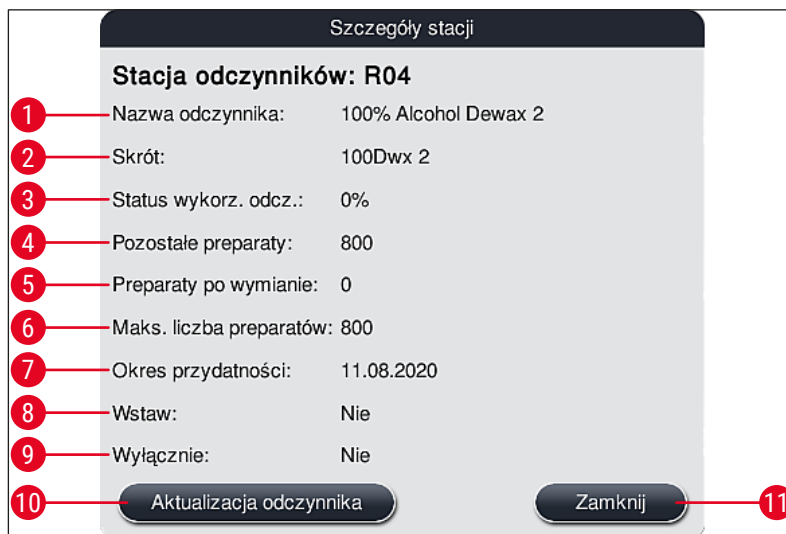 Szczegóły stacji
Stacja odczynników: R04
1 Nazwa odczynnika: 100% Alcohol Dewax 2
2 Skrót: 100Dwx 2
3 Status wykorz. odcz.: 0%
4 Pozostałe preparaty: 800
5 Preparaty po wymianie: 0
6 Maks. liczba preparatów: 800
7 Okres przydatności: 11.08.2020
8 Wstaw: Nie
9 Wyłącznie: Nie
10 Aktualizacja odczynnika Zamknij 11